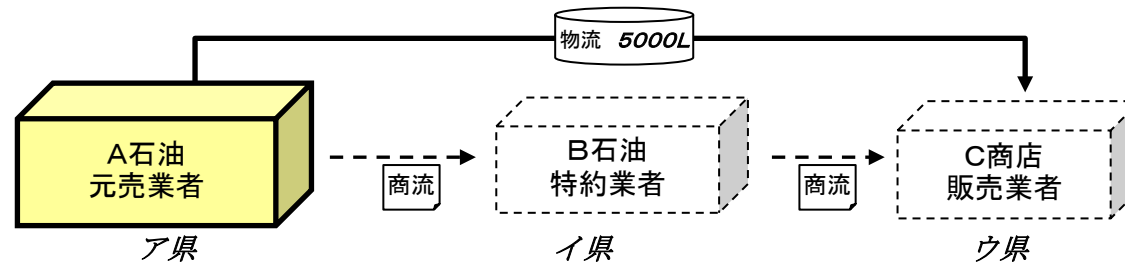 物流 5000L
A石油
元売業者
商流
B石油
特約業者
商流
C商店
販売業者
ア県
イ県
ウ県